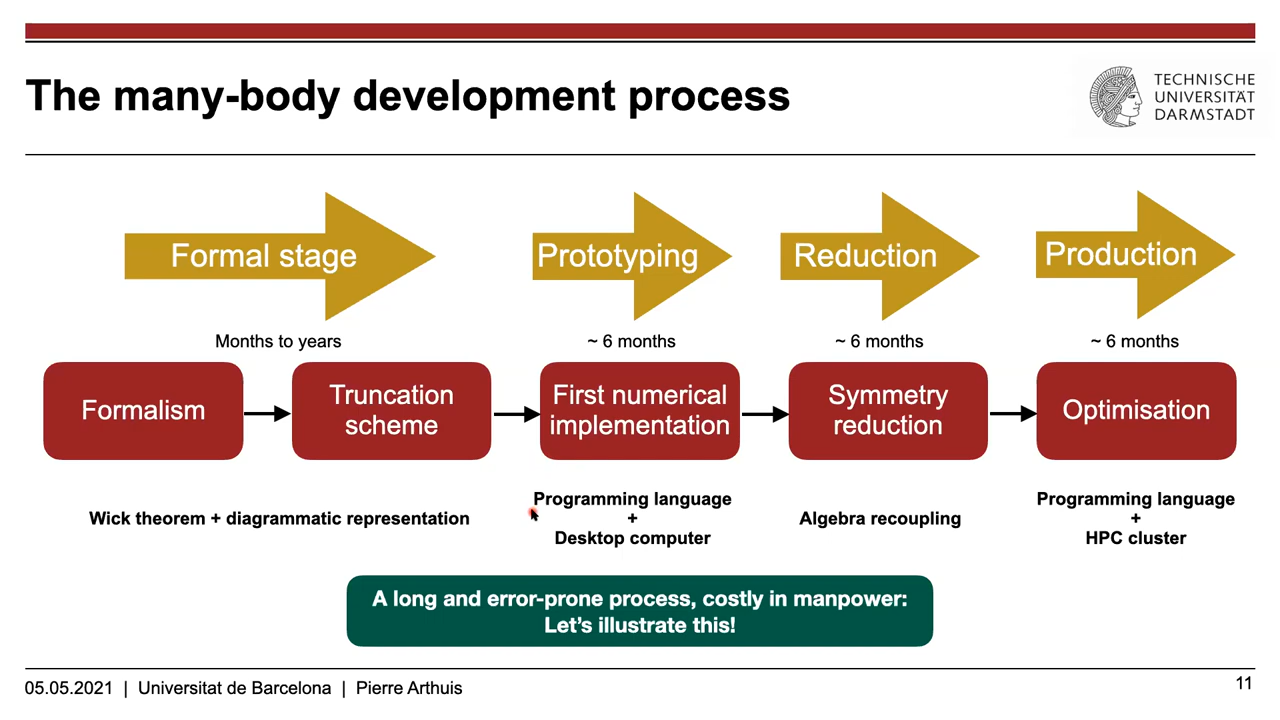 The many-body development process
TECHNISCHE
UNIVERSITÄT
DARMSTADT
Formal stage
Prototyping
Reduction
Production
Months to years
~ 6 months
~ 6 months
~ 6 months
Formalism
Truncation
scheme
First numerical
implementation
Symmetry
reduction
Optimisation
Wick theorem + diagrammatic representation
Programming language
+
Desktop computer
Algebra recoupling
Programming language
+
HPC cluster
A long and error-prone process, costly in manpower:
Let's illustrate this!
05.05.2021 | Universitat de Barcelona | Pierre Arthuis
11